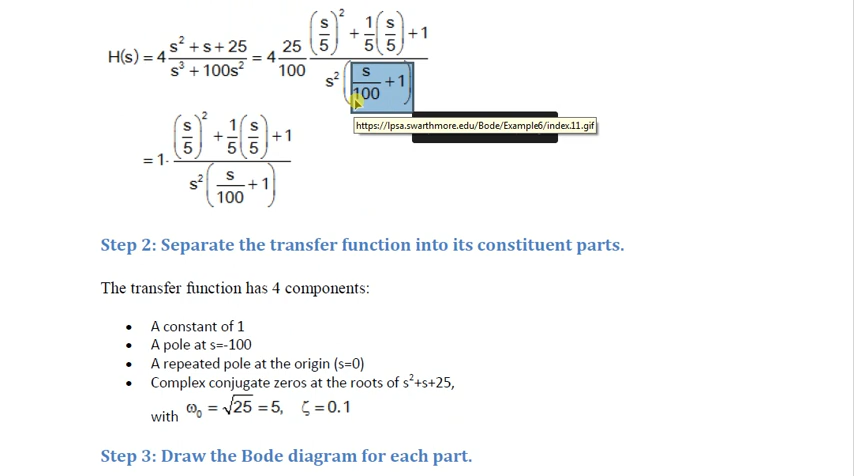 H(s) = 4 (s² + s + 25)/(s³ + 100s²) = 4 (25/100) ((s/5)² + (1/5)(s/5) + 1)/(s²(s/100 + 1))
= 1· ((s/5)² + (1/5)(s/5) + 1)/(s²(s/100 + 1))
https://lpsa.swarthmore.edu/Bode/Example6/index.11.gif
Step 2: Separate the transfer function into its constituent parts.
The transfer function has 4 components:
• A constant of 1
• A pole at s=-100
• A repeated pole at the origin (s=0)
• Complex conjugate zeros at the roots of s²+s+25,
with ω₀ = √25 = 5, ζ = 0.1
Step 3: Draw the Bode diagram for each part.